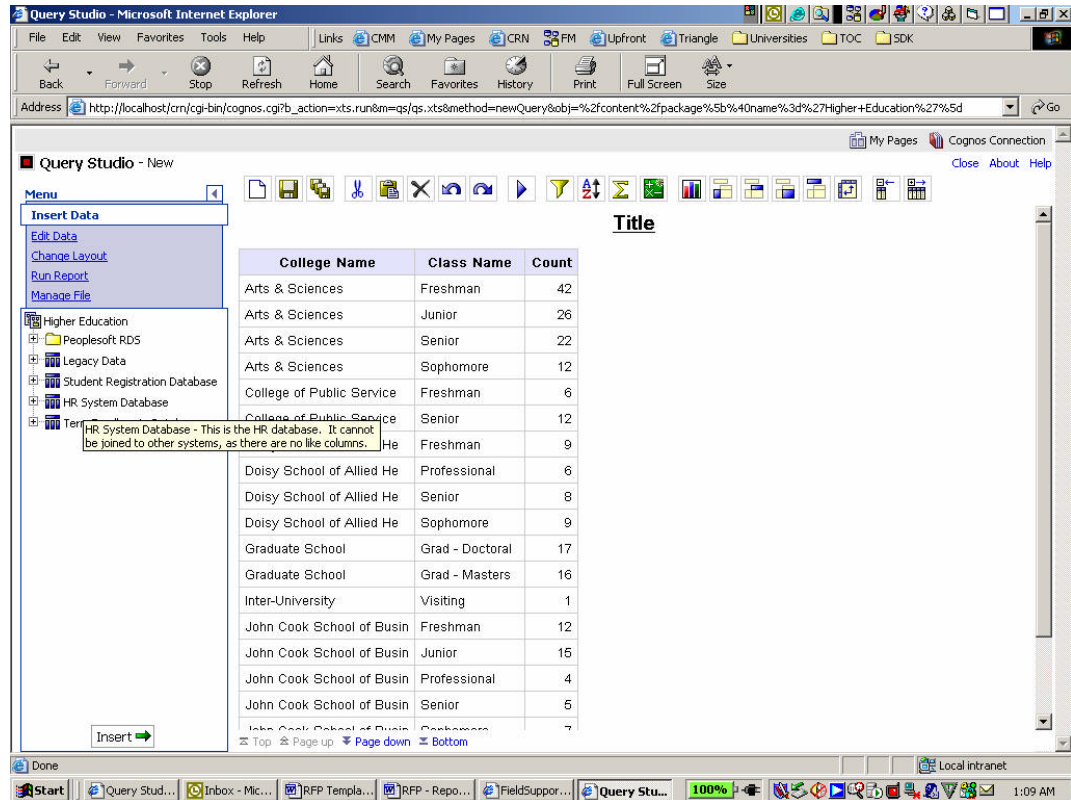 Query Studio - Microsoft Internet Explorer
File Edit View Favorites Tools Help Links CMM My Pages CRN FM Upfront Triangle Universities TOC SDK
Back Forward Stop Refresh Home Search Favorites History Print Full Screen Size
Address http://localhost/crn/cgi-bin/cognos.cgi?b_action=xts.run&m=qs/qs.xts&method=newQuery&obj=%2fcontent%2fpackage%5b%40name%3d%27Higher+Education%27%5d Go
My Pages Cognos Connection
Query Studio - New Close About Help
Menu
Insert Data
Edit Data
Change Layout
Run Report
Manage File
Higher Education
Peoplesoft RDS
Legacy Data
Student Registration Database
HR System Database
HR System Database - This is the HR database. It cannot
be joined to other systems, as there are no like columns.
Insert
Title
College Name Class Name Count
Arts & Sciences Freshman 42
Arts & Sciences Junior 26
Arts & Sciences Senior 22
Arts & Sciences Sophomore 12
College of Public Service Freshman 6
College of Public Service Senior 12
He Freshman 9
Doisy School of Allied He Professional 6
Doisy School of Allied He Senior 8
Doisy School of Allied He Sophomore 9
Graduate School Grad - Doctoral 17
Graduate School Grad - Masters 16
Inter-University Visiting 1
John Cook School of Busin Freshman 12
John Cook School of Busin Junior 15
John Cook School of Busin Professional 4
John Cook School of Busin Senior 5
John Cook School of Busin Sophomore 7
Top Page up Page down Bottom
Done Local intranet
Start Query Stud... Inbox - Mic... RFP Templa... RFP - Repo... FieldSuppor... Query Stu... 100% 1:09 AM